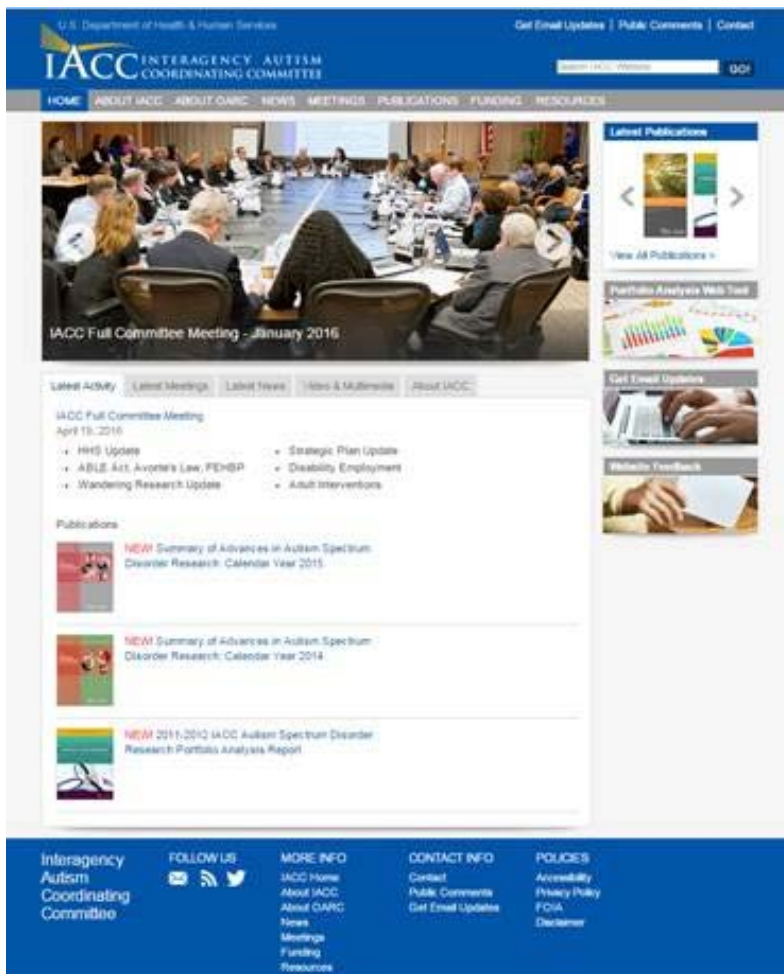 U.S. Department of Health & Human Services
Get Email Updates | Public Comments | Contact
IACC INTERAGENCY AUTISM
COORDINATING COMMITTEE
Search IACC Website
GO!
HOME ABOUT IACC ABOUT OARC NEWS MEETINGS PUBLICATIONS FUNDING RESOURCES
IACC Full Committee Meeting - January 2016
Latest Publications
View All Publications >
Portfolio Analysis Web Tool
Get Email Updates
Website Feedback
Latest Activity Latest Meetings Latest News Video & Multimedia About IACC
IACC Full Committee Meeting
April 19, 2016
HHS Update
ABLE Act, Avonte's Law, FEHBP
Wandering Research Update
Strategic Plan Update
Disability Employment
Adult Interventions
Publications
NEW! Summary of Advances in Autism Spectrum
Disorder Research: Calendar Year 2015
NEW! Summary of Advances in Autism Spectrum
Disorder Research: Calendar Year 2014
NEW! 2011-2012 IACC Autism Spectrum Disorder
Research Portfolio Analysis Report
Interagency
Autism
Coordinating
Committee
FOLLOW US
MORE INFO
IACC Home
About IACC
About OARC
News
Meetings
Funding
Resources
CONTACT INFO
Contact
Public Comments
Get Email Updates
POLICIES
Accessibility
Privacy Policy
FOIA
Disclaimer